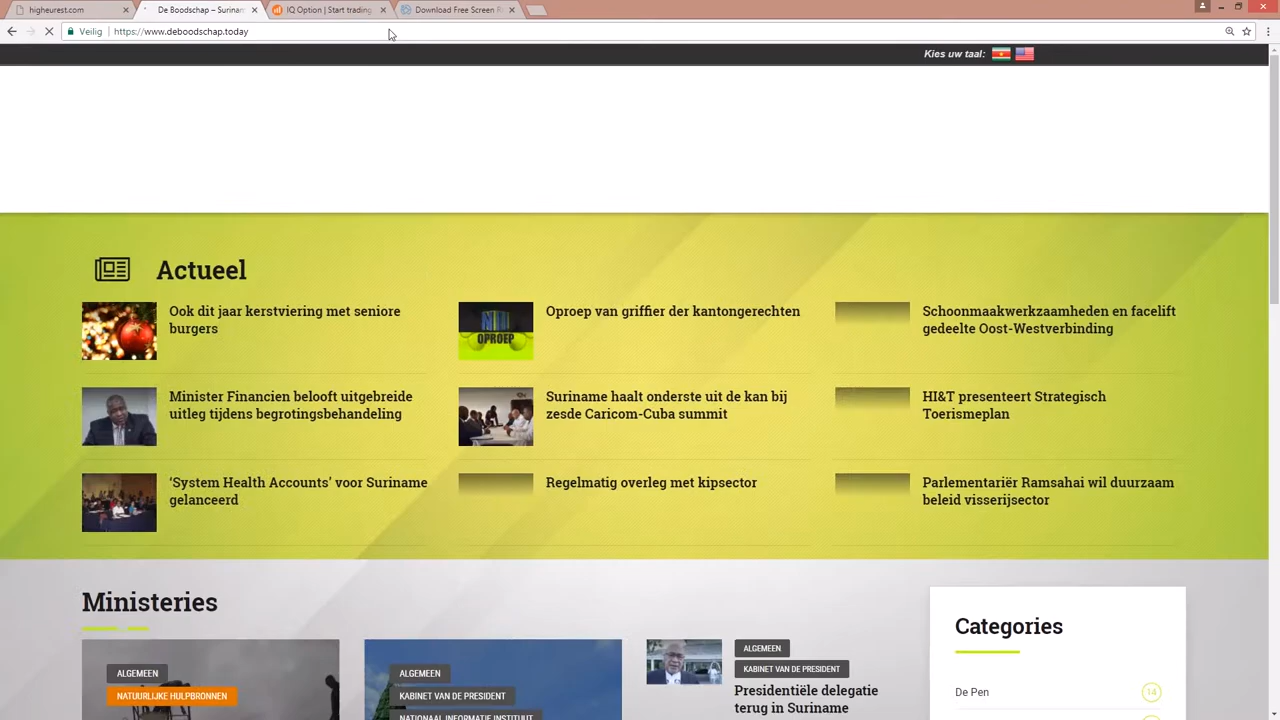 higheurest.com
De Boodschap – Surinam
IQ Option | Start trading
Download Free Screen R
Veilig
https://www.deboodschap.today
Kies uw taal:
Actueel
Ook dit jaar kerstviering met seniore
burgers
Oproep van griffier der kantongerechten
OPROEP
Schoonmaakwerkzaamheden en facelift
gedeelte Oost-Westverbinding
Minister Financien belooft uitgebreide
uitleg tijdens begrotingsbehandeling
Suriname haalt onderste uit de kan bij
zesde Caricom-Cuba summit
HI&T presenteert Strategisch
Toerismeplan
‘System Health Accounts’ voor Suriname
gelanceerd
Regelmatig overleg met kipsector
Parlementariër Ramsahai wil duurzaam
beleid visserijsector
Ministeries
ALGEMEEN
NATUURLIJKE HULPBRONNEN
ALGEMEEN
KABINET VAN DE PRESIDENT
NATIONAAL INFORMATIE INSTITUUT
ALGEMEEN
KABINET VAN DE PRESIDENT
Presidentiële delegatie
terug in Suriname
Categories
De Pen
14